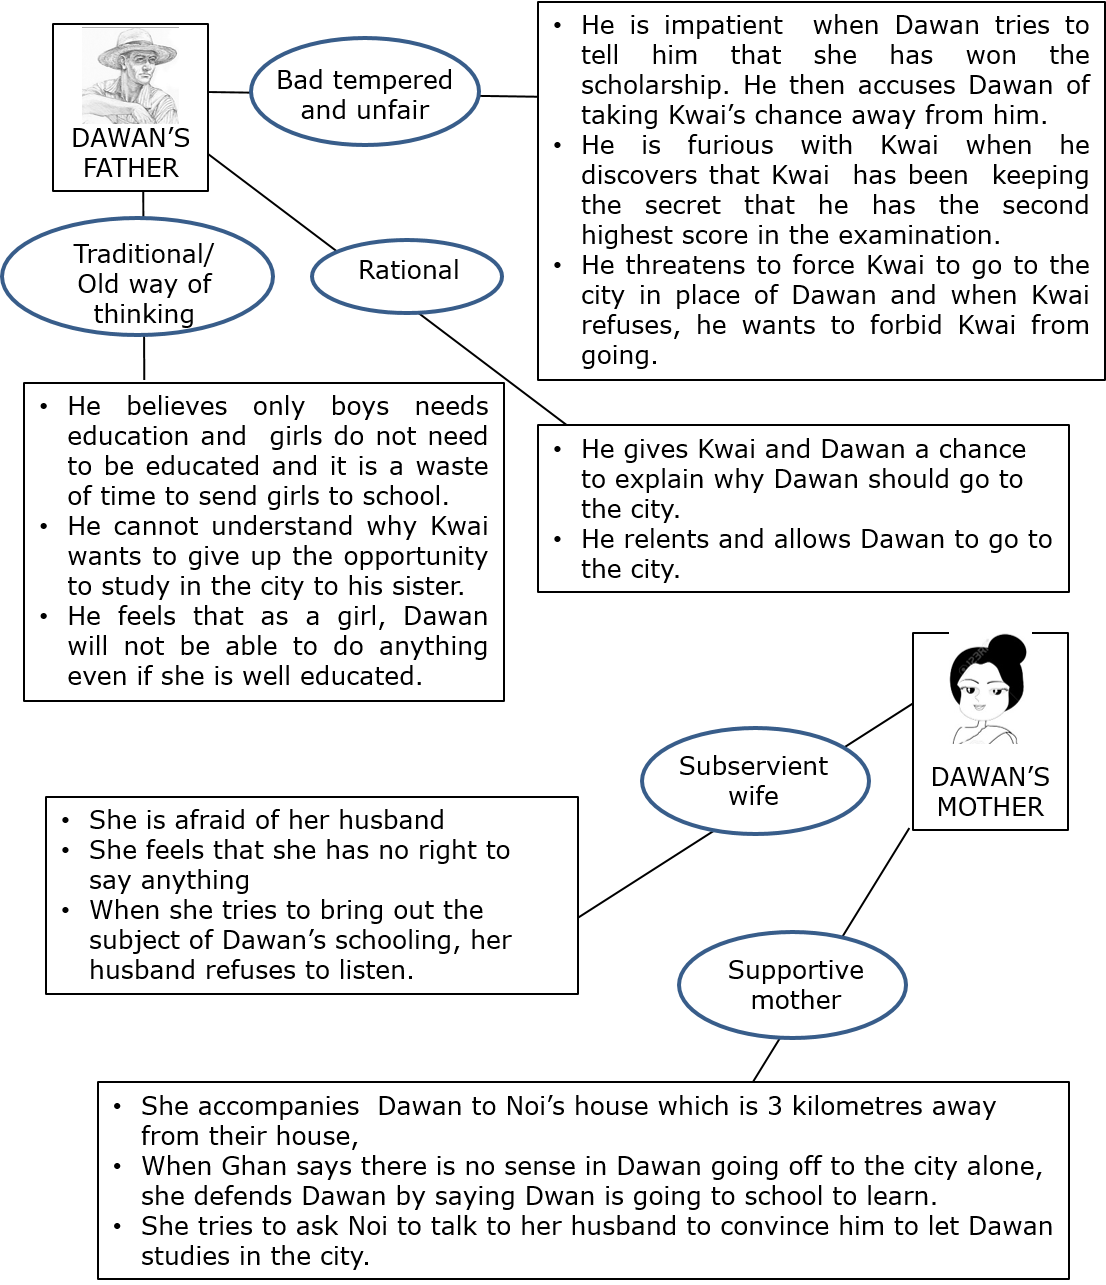 DAWAN'S
FATHER
Bad tempered
and unfair
• He is impatient when Dawan tries to
tell him that she has won the
scholarship. He then accuses Dawan of
taking Kwai's chance away from him.
• He is furious with Kwai when he
discovers that Kwai has been keeping
the secret that he has the second
highest score in the examination.
• He threatens to force Kwai to go to the
city in place of Dawan and when Kwai
refuses, he wants to forbid Kwai from
going.
Traditional/
Old way of
thinking
Rational
• He believes only boys needs
education and girls do not need
to be educated and it is a waste
of time to send girls to school.
• He cannot understand why Kwai
wants to give up the opportunity
to study in the city to his sister.
• He feels that as a girl, Dawan
will not be able to do anything
even if she is well educated.
• He gives Kwai and Dawan a chance
to explain why Dawan should go to
the city.
• He relents and allows Dawan to go to
the city.
DAWAN'S
MOTHER
Subservient
wife
• She is afraid of her husband
• She feels that she has no right to
say anything
• When she tries to bring out the
subject of Dawan's schooling, her
husband refuses to listen.
Supportive
mother
• She accompanies Dawan to Noi's house which is 3 kilometres away
from their house,
• When Ghan says there is no sense in Dawan going off to the city alone,
she defends Dawan by saying Dwan is going to school to learn.
• She tries to ask Noi to talk to her husband to convince him to let Dawan
studies in the city.